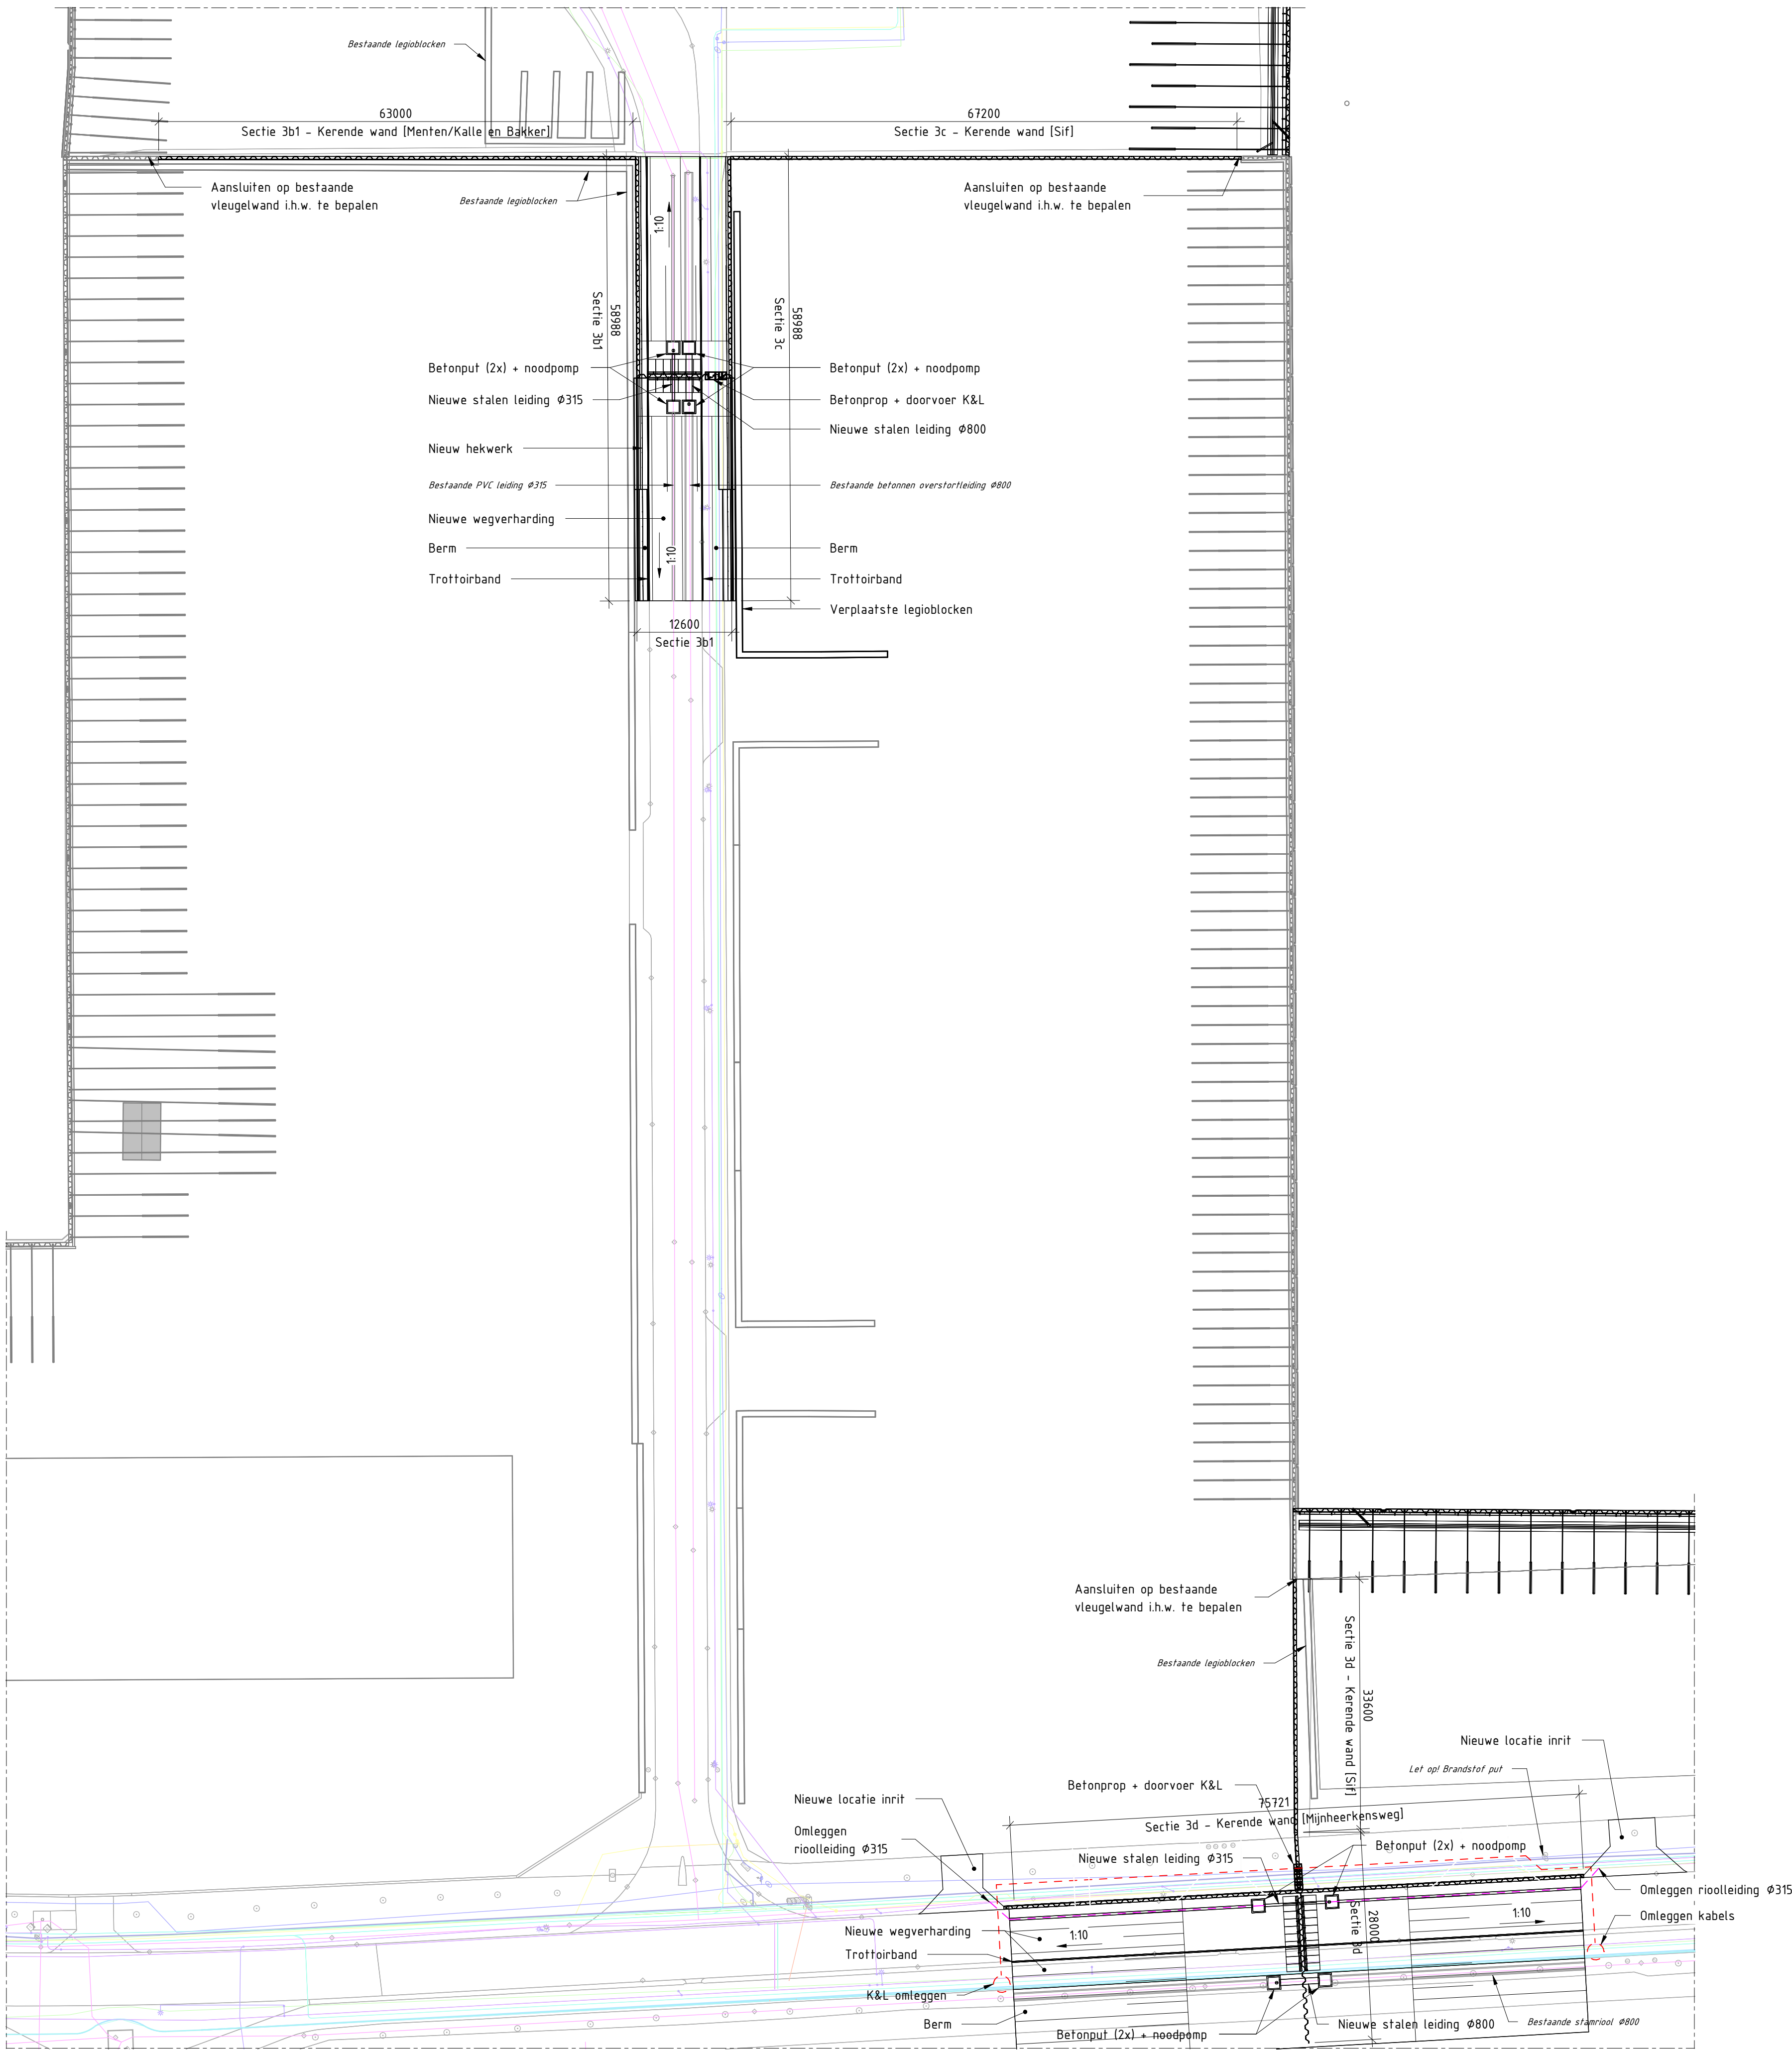 Bestaande legioblocken
63000
Sectie 3b1 - Kerende wand [Menten/Kalle en Bakker]
67200
Sectie 3c - Kerende wand [Sif]
Aansluiten op bestaande
vleugelwand i.h.w. te bepalen
Bestaande legioblocken
Aansluiten op bestaande
vleugelwand i.h.w. te bepalen
1:10
58988
Sectie 3b1
58988
Sectie 3c
Betonput (2x) + noodpomp
Betonput (2x) + noodpomp
Nieuwe stalen leiding Ø315
Betonprop + doorvoer K&L
Nieuwe stalen leiding Ø800
Nieuw hekwerk
Bestaande PVC leiding Ø315
Bestaande betonnen overstortleiding Ø800
Nieuwe wegverharding
Berm
Berm
1:10
Trottoirband
Trottoirband
Verplaatste legioblocken
12600
Sectie 3b1
Aansluiten op bestaande
vleugelwand i.h.w. te bepalen
Bestaande legioblocken
33600
Sectie 3d - Kerende wand [Sif]
Nieuwe locatie inrit
Let op! Brandstof put
Betonprop + doorvoer K&L
Nieuwe locatie inrit
75721
Sectie 3d - Kerende wand [Mijnheerkensweg]
Omleggen
rioolleiding Ø315
Betonput (2x) + noodpomp
Nieuwe stalen leiding Ø315
Omleggen rioolleiding Ø315
Omleggen kabels
1:10
28000
Sectie 3d
Nieuwe wegverharding
1:10
Trottoirband
K&L omleggen
Berm
Betonput (2x) + noodpomp
Nieuwe stalen leiding Ø800
Bestaande stamriool Ø800